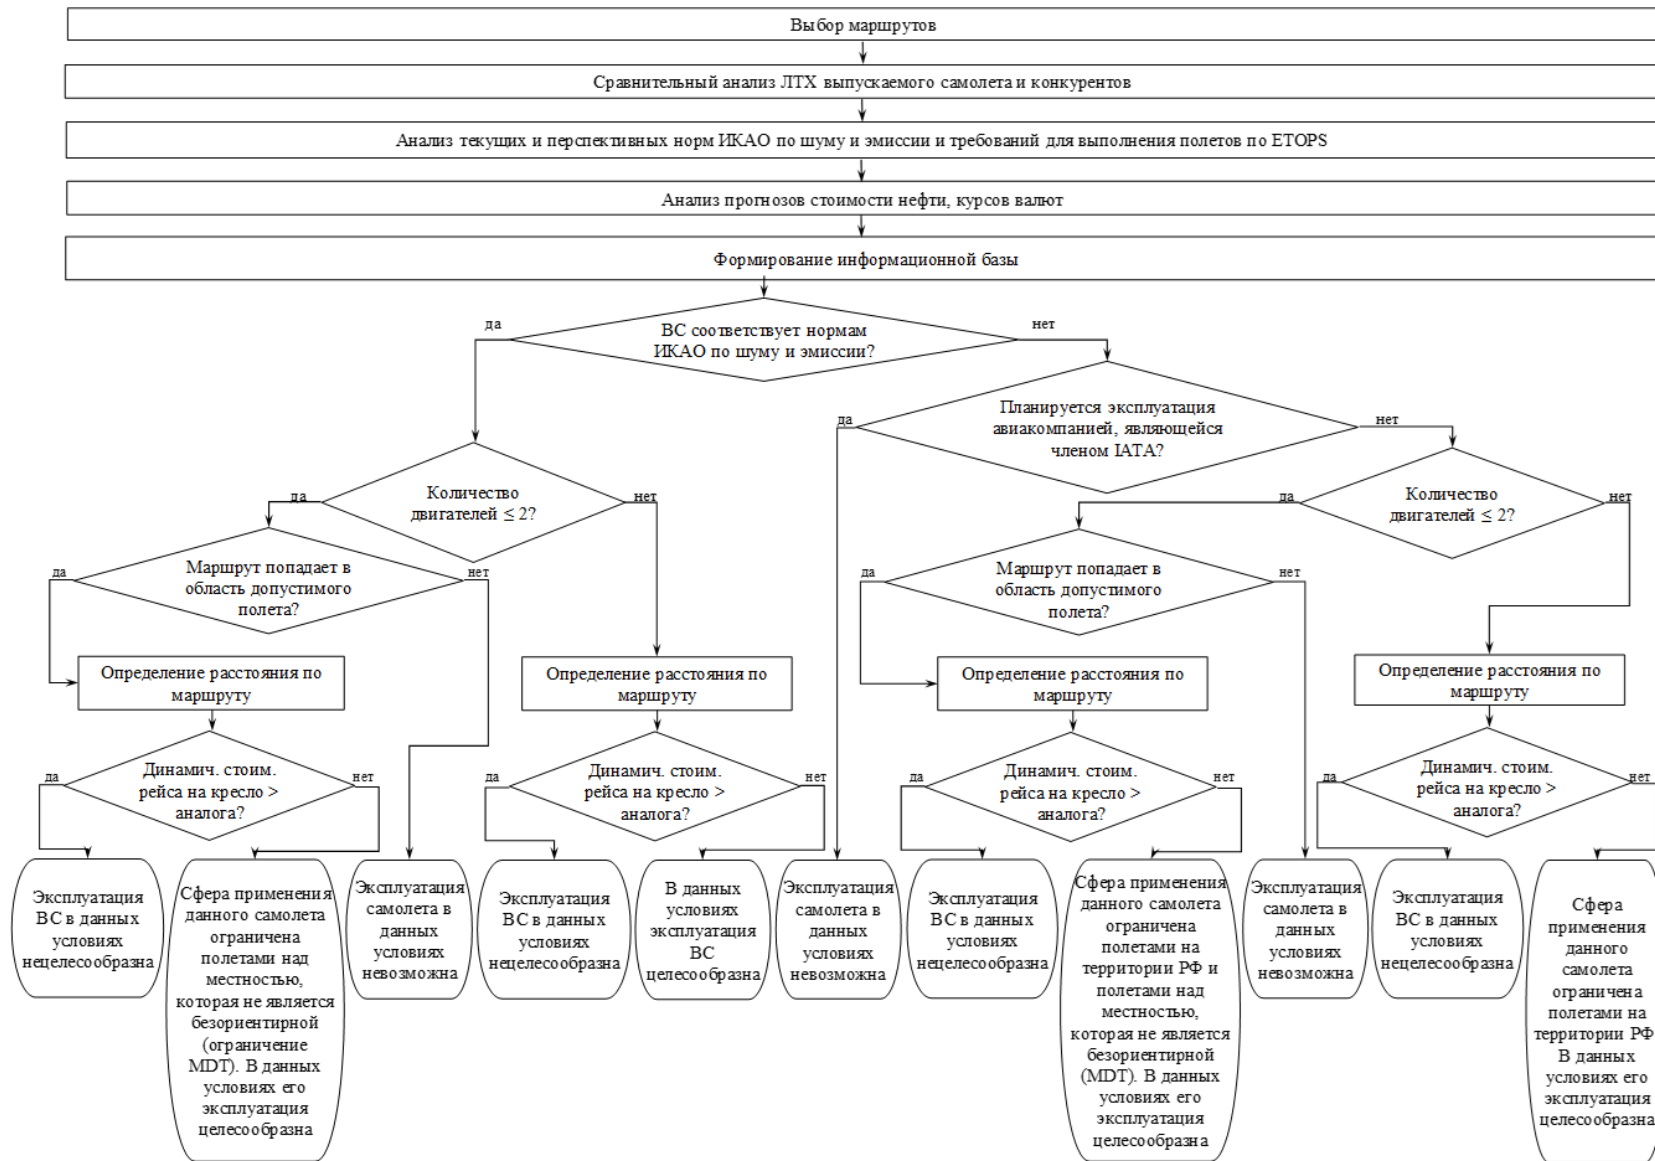 Выбор маршрутов
Сравнительный анализ ЛТХ выпускаемого самолета и конкурентов
Анализ текущих и перспективных норм ИКАО по шуму и эмиссии и требований для выполнения полетов по ETOPS
Анализ прогнозов стоимости нефти, курсов валют
Формирование информационной базы
да
ВС соответствует нормам
ИКАО по шуму и эмиссии?
нет
да
Планируется эксплуатация
авиакомпанией, являющейся
членом IATA?
нет
да
Количество
двигателей ≤ 2?
нет
да
Количество
двигателей ≤ 2?
нет
да
Маршрут попадает в
область допустимого
полета?
нет
да
Маршрут попадает в
область допустимого
полета?
нет
Определение расстояния по
маршруту
Определение расстояния по
маршруту
Определение расстояния по
маршруту
Определение расстояния по
маршруту
да
Динамич. стоим.
рейса на кресло >
аналога?
нет
да
Динамич. стоим.
рейса на кресло >
аналога?
нет
да
Динамич. стоим.
рейса на кресло >
аналога?
нет
да
Динамич. стоим.
рейса на кресло >
аналога?
нет
Эксплуатация
ВС в данных
условиях
нецелесообразна
Сфера применения
данного самолета
ограничена
полетами над
местностью,
которая не является
безориентирной
(ограничение
MDT). В данных
условиях его
эксплуатация
целесообразна
Эксплуатация
самолета в
данных
условиях
невозможна
Эксплуатация
ВС в данных
условиях
нецелесообразна
В данных
условиях
эксплуатация
ВС
целесообразна
Эксплуатация
самолета в
данных
условиях
невозможна
Эксплуатация
ВС в данных
условиях
нецелесообразна
Сфера применения
данного самолета
ограничена
полетами на
территории РФ и
полетами над
местностью,
которая не является
безориентирной
(MDT). В данных
условиях его
эксплуатация
целесообразна
Эксплуатация
самолета в
данных
условиях
невозможна
Эксплуатация
ВС в данных
условиях
нецелесообразна
Сфера
применения
данного
самолета
ограничена
полетами на
территории РФ
В данных
условиях его
эксплуатация
целесообразна